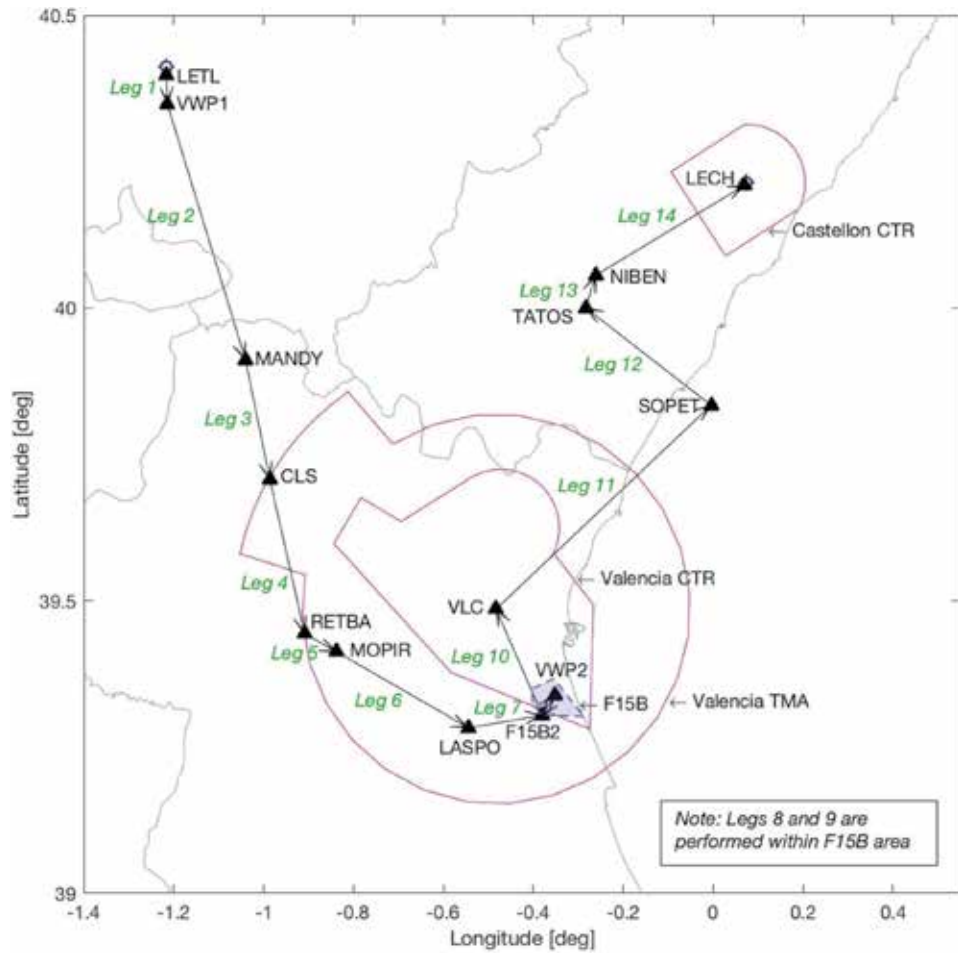 40.5
LETL
Leg 1
VWP1
LECH
Leg 2
Leg 14
Castellon CTR
NIBEN
Leg 13
TATOS
40
MANDY
Leg 12
SOPET
Leg 3
CLS
Leg 11
Leg 4
Valencia CTR
VLC
39.5
RETBA
Leg 5
MOPIR
Leg 10
VWP2
Leg 6
Leg 7
F15B
Valencia TMA
F15B2
LASPO
Note: Legs 8 and 9 are
performed within F15B area
39
-1.4 -1.2 -1 -0.8 -0.6 -0.4 -0.2 0 0.2 0.4
Longitude [deg]
Latitude [deg]